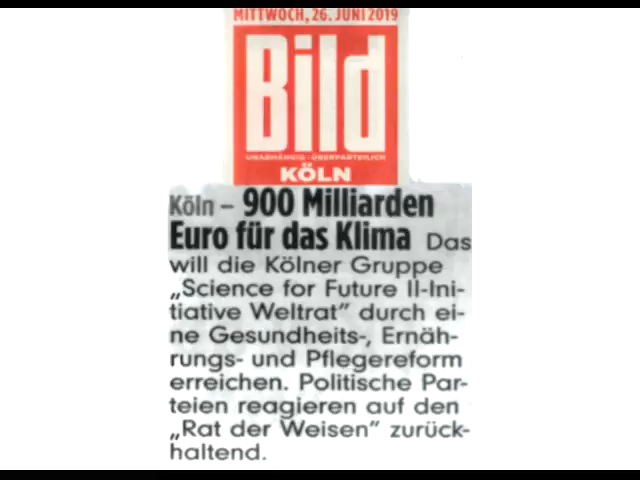 MITTWOCH, 26. JUNI 2019
Bild
UNABHÄNGIG · ÜBERPARTEILICH
KÖLN
Köln – 900 Milliarden
Euro für das Klima Das
will die Kölner Gruppe
„Science for Future II-Ini-
tiative Weltrat” durch ei-
ne Gesundheits-, Ernäh-
rungs- und Pflegereform
erreichen. Politische Par-
teien reagieren auf den
„Rat der Weisen” zurück-
haltend.